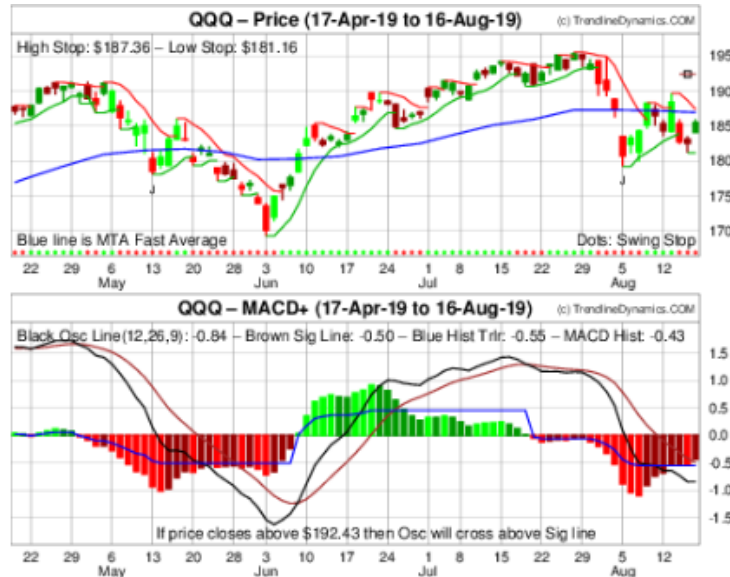 QQQ – Price (17-Apr-19 to 16-Aug-19) (c) TrendlineDynamics.COM
High Stop: $187.36 – Low Stop: $181.16
195
190
185
180
175
170
Blue line is MTA Fast Average Dots: Swing Stop
22 29 6 13 20 28 3 10 17 24 1 8 15 22 29 5 12
May Jun Jul Aug
QQQ – MACD+ (17-Apr-19 to 16-Aug-19) (c) TrendlineDynamics.COM
Black Osc Line(12,26,9): -0.84 – Brown Sig Line: -0.50 – Blue Hist Trlr: -0.55 – MACD Hist: -0.43
1.5
1.0
0.5
0.0
-0.5
-1.0
-1.5
If price closes above $192.43 then Osc will cross above Sig line
22 29 6 13 20 28 3 10 17 24 1 8 15 22 29 5 12
May Jun Jul Aug